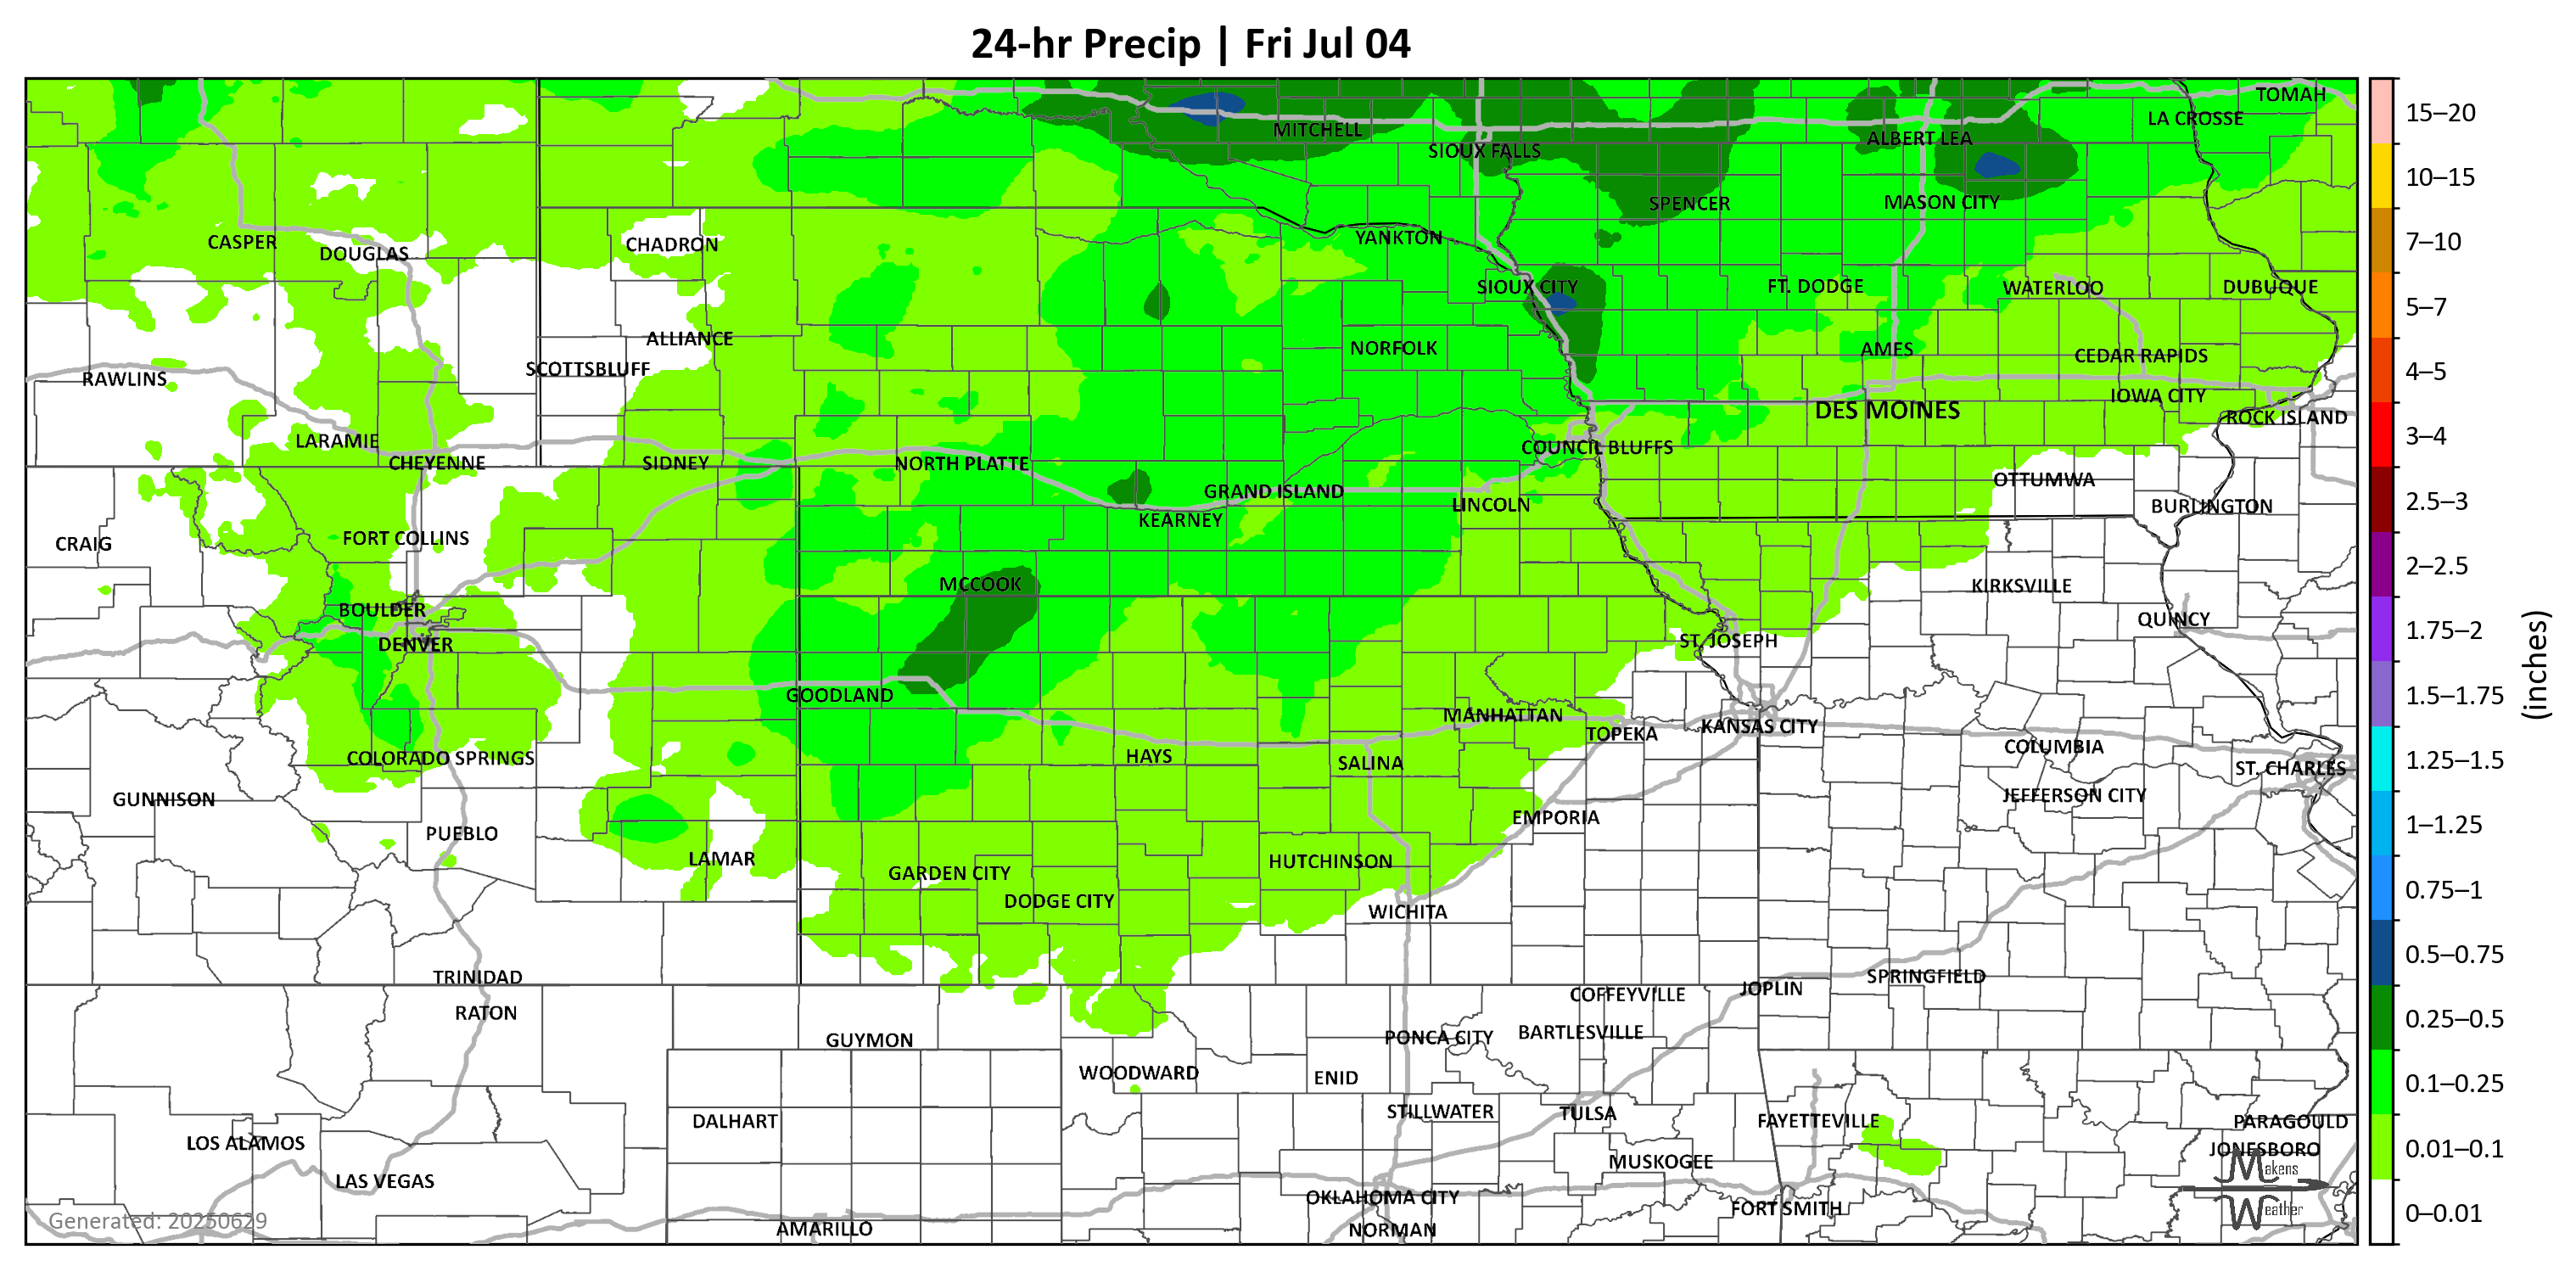 24-hr Precip | Fri Jul 04
TOMAH
LA CROSSE
MITCHELL
ALBERT LEA
SIOUX FALLS
SPENCER
MASON CITY
CASPER
DOUGLAS
CHADRON
YANKTON
SIOUX CITY
FT. DODGE
WATERLOO
DUBUQUE
ALLIANCE
NORFOLK
AMES
CEDAR RAPIDS
SCOTTSBLUFF
RAWLINS
IOWA CITY
DES MOINES
ROCK ISLAND
LARAMIE
COUNCIL BLUFFS
CHEYENNE
SIDNEY
NORTH PLATTE
OTTUMWA
GRAND ISLAND
LINCOLN
BURLINGTON
KEARNEY
FORT COLLINS
CRAIG
MCCOOK
KIRKSVILLE
BOULDER
QUINCY
DENVER
ST. JOSEPH
GOODLAND
MANHATTAN
KANSAS CITY
TOPEKA
COLUMBIA
HAYS
COLORADO SPRINGS
SALINA
ST. CHARLES
GUNNISON
JEFFERSON CITY
EMPORIA
PUEBLO
LAMAR
HUTCHINSON
GARDEN CITY
DODGE CITY
WICHITA
TRINIDAD
SPRINGFIELD
JOPLIN
COFFEYVILLE
RATON
BARTLESVILLE
PONCA CITY
GUYMON
WOODWARD
ENID
STILLWATER
TULSA
DALHART
FAYETTEVILLE
PARAGOULD
LOS ALAMOS
JONESBORO
MUSKOGEE
LAS VEGAS
OKLAHOMA CITY
FORT SMITH
AMARILLO
NORMAN
Generated: 20250629
Makens
Weather
15–20
10–15
7–10
5–7
4–5
3–4
2.5–3
2–2.5
1.75–2
1.5–1.75
1.25–1.5
1–1.25
0.75–1
0.5–0.75
0.25–0.5
0.1–0.25
0.01–0.1
0–0.01
(inches)